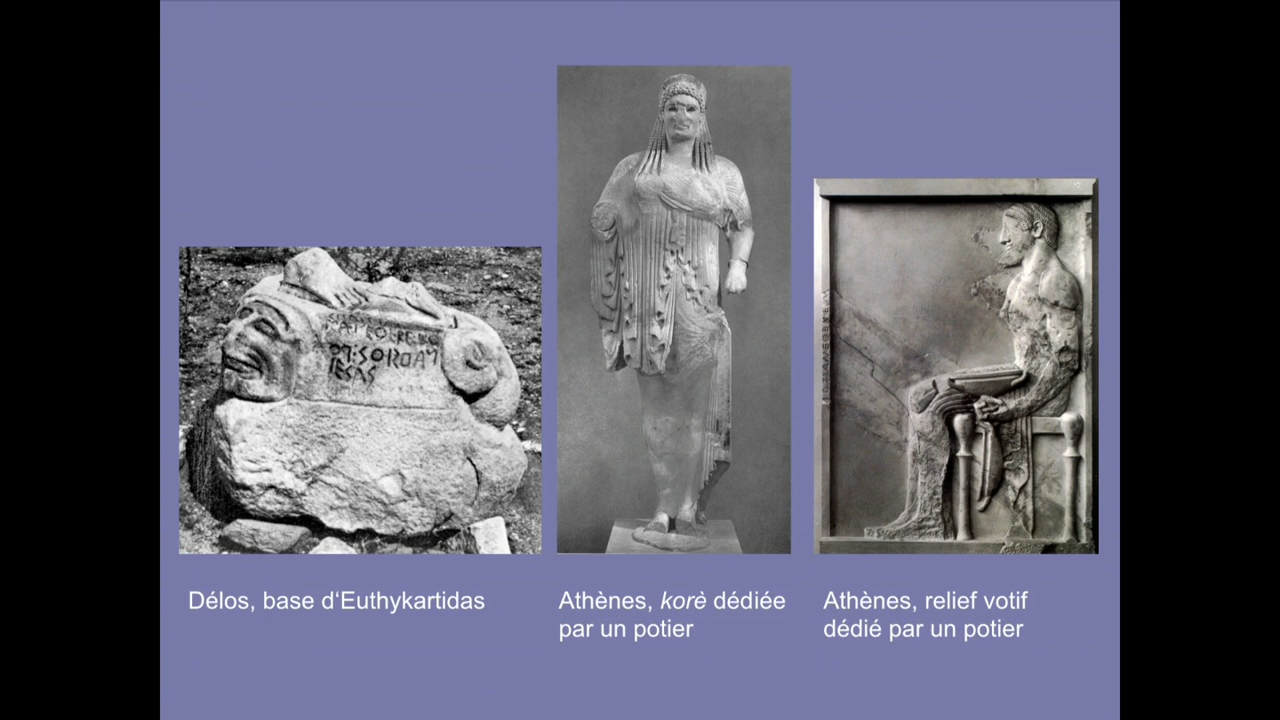 Délos, base d‘Euthykartidas
Athènes, korè dédiée
par un potier
Athènes, relief votif
dédié par un potier